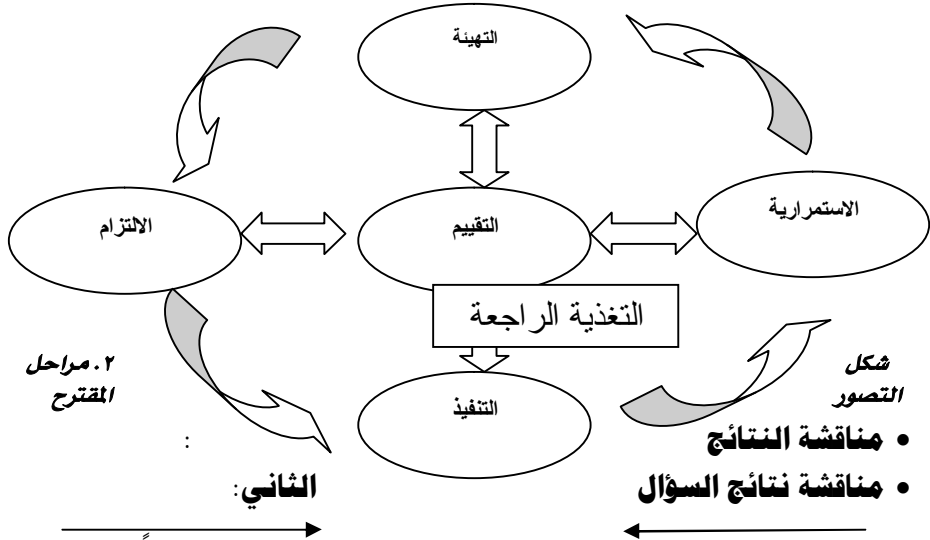 التهيئة
الاستمرارية
التقييم
الالتزام
التغذية الراجعة
التنفيذ
شكل ٢. مراحل
التصور المقترح
• مناقشة النتائج :
• مناقشة نتائج السؤال الثاني: